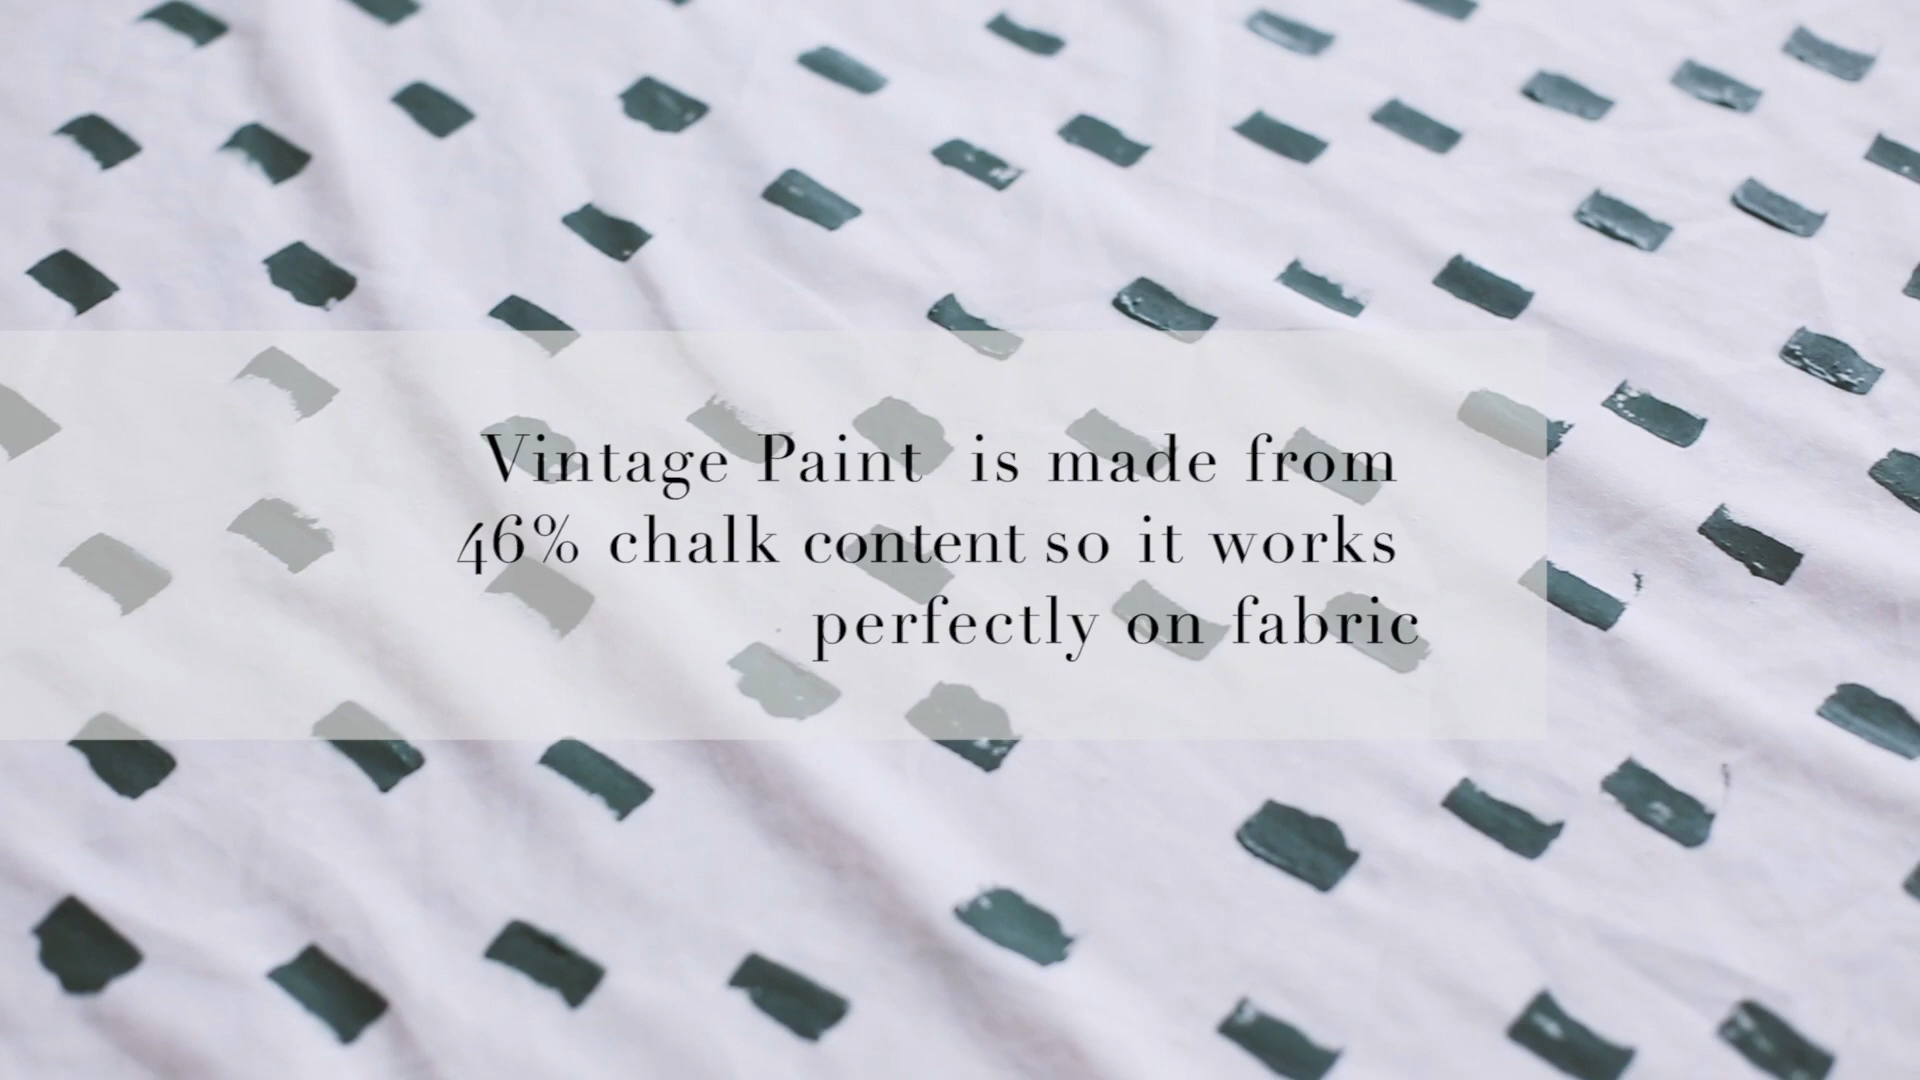 Vintage Paint is made from
46% chalk content so it works
perfectly on fabric